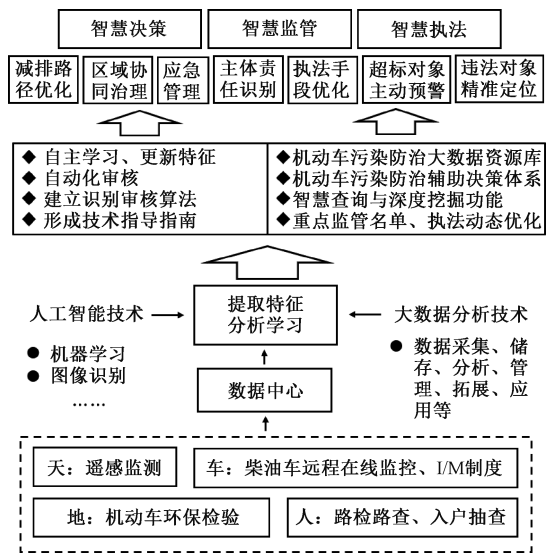 智慧决策
智慧监管
智慧执法
减排路
径优化
区域协
同治理
应急
管理
主体责
任识别
执法手
段优化
超标对象
主动预警
违法对象
精准定位
◆ 自主学习、更新特征
◆ 自动化审核
◆ 建立识别审核算法
◆ 形成技术指导指南
◆ 机动车污染防治大数据资源库
◆ 机动车污染防治辅助决策体系
◆ 智慧查询与深度挖掘功能
◆ 重点监管名单、执法动态优化
人工智能技术
● 机器学习
● 图像识别
……
提取特征
分析学习
大数据分析技术
● 数据采集、储
存、分析、管
理、拓展、应
用等
数据中心
天：遥感监测
车：柴油车远程在线监控、I/M制度
地：机动车环保检验
人：路检路查、入户抽查